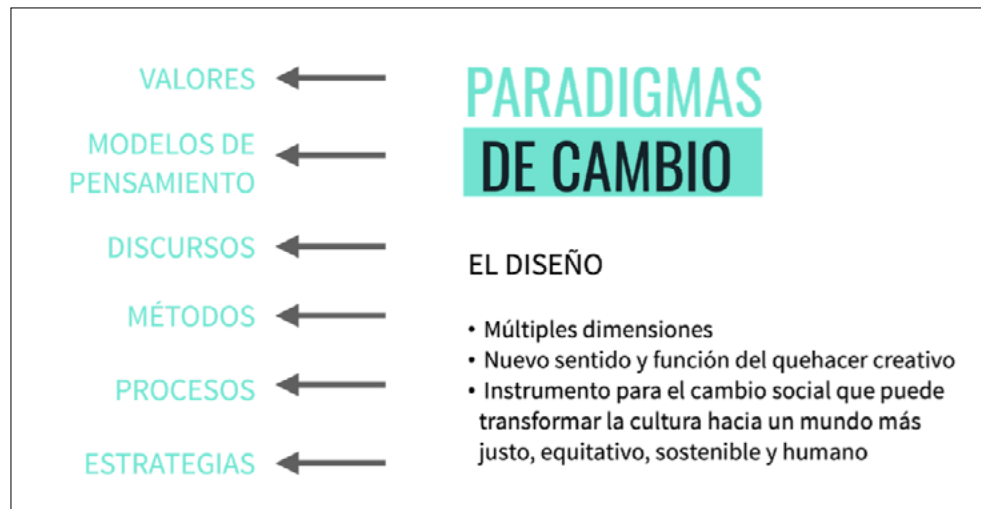 VALORES
MODELOS DE
PENSAMIENTO
DISCURSOS
MÉTODOS
PROCESOS
ESTRATEGIAS
PARADIGMAS
DE CAMBIO
EL DISEÑO
• Múltiples dimensiones
• Nuevo sentido y función del quehacer creativo
• Instrumento para el cambio social que puede
transformar la cultura hacia un mundo más
justo, equitativo, sostenible y humano